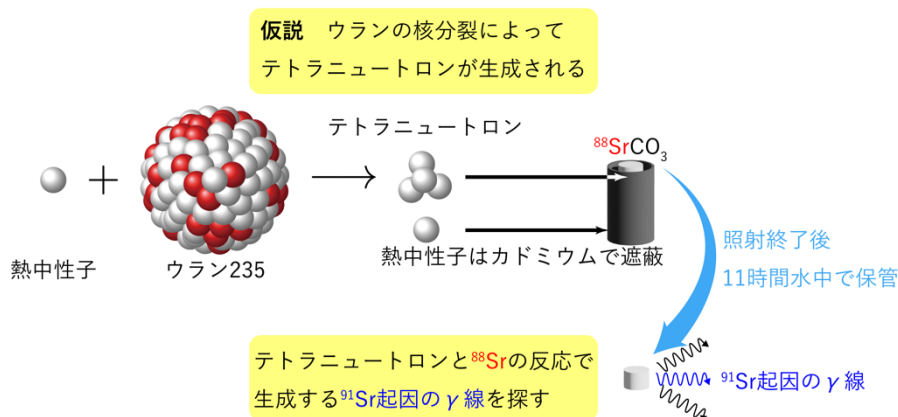 仮説 ウランの核分裂によって
テトラニュートロンが生成される
テトラニュートロン
⁸⁸SrCO₃
熱中性子
ウラン235
熱中性子はカドミウムで遮蔽
照射終了後
11時間水中で保管
テトラニュートロンと⁸⁸Srの反応で
生成する⁹¹Sr起因のγ線を探す
⁹¹Sr起因のγ線